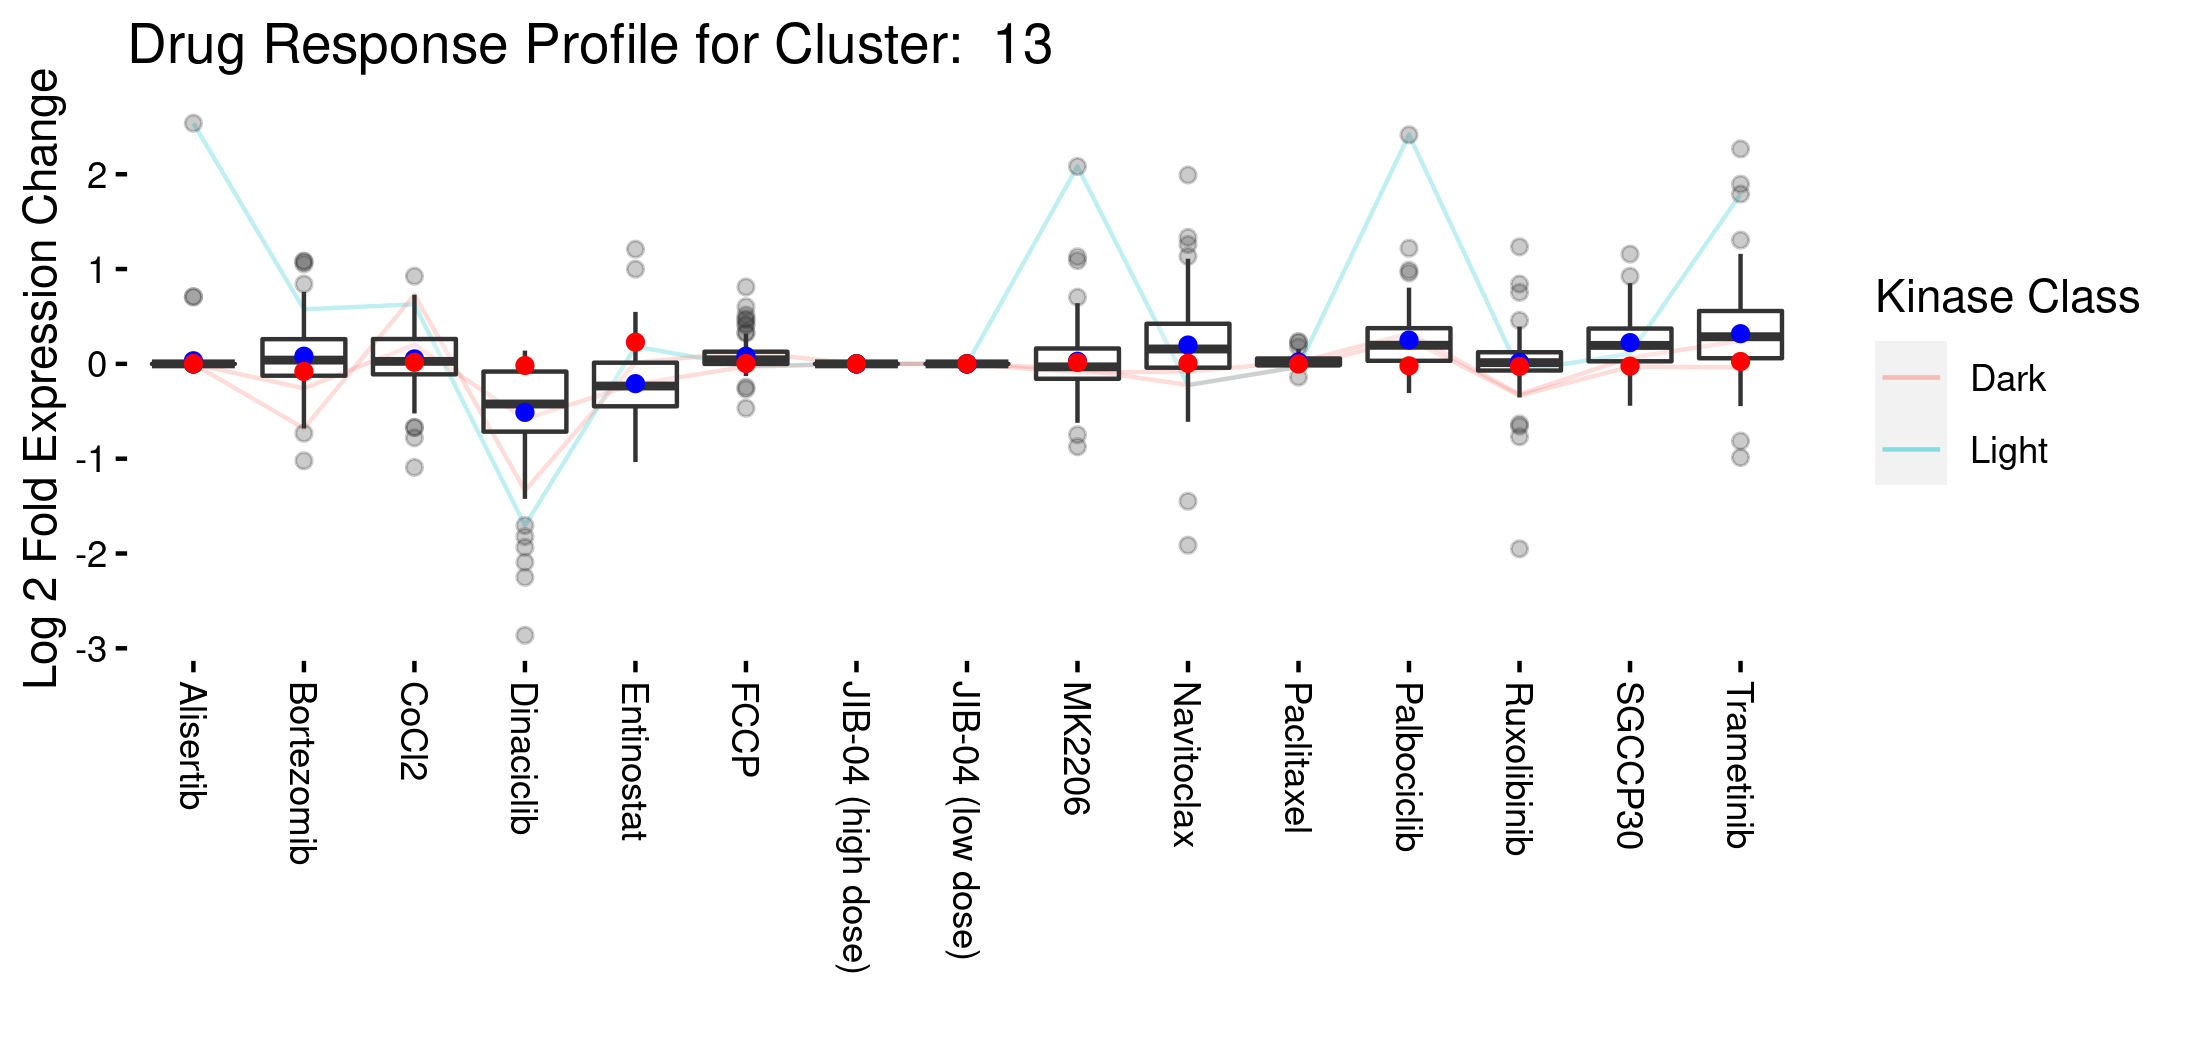 Drug Response Profile for Cluster: 13
Log 2 Fold Expression Change
2
1
0
-1
-2
-3
Alisertib
Bortezomib
CoCl2
Dinaciclib
Entinostat
FCCP
JIB-04 (high dose)
JIB-04 (low dose)
MK2206
Navitoclax
Paclitaxel
Palbociclib
Ruxolibinib
SGCCP30
Trametinib
Kinase Class
Dark
Light